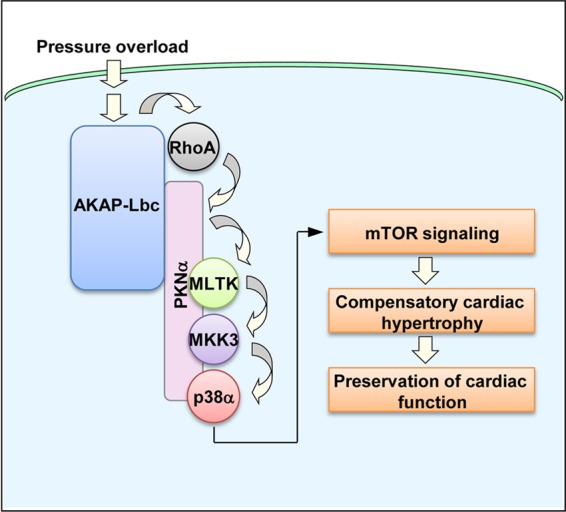 Pressure overload
RhoA
AKAP-Lbc
PKNα
MLTK
MKK3
p38α
mTOR signaling
Compensatory cardiac
hypertrophy
Preservation of cardiac
function